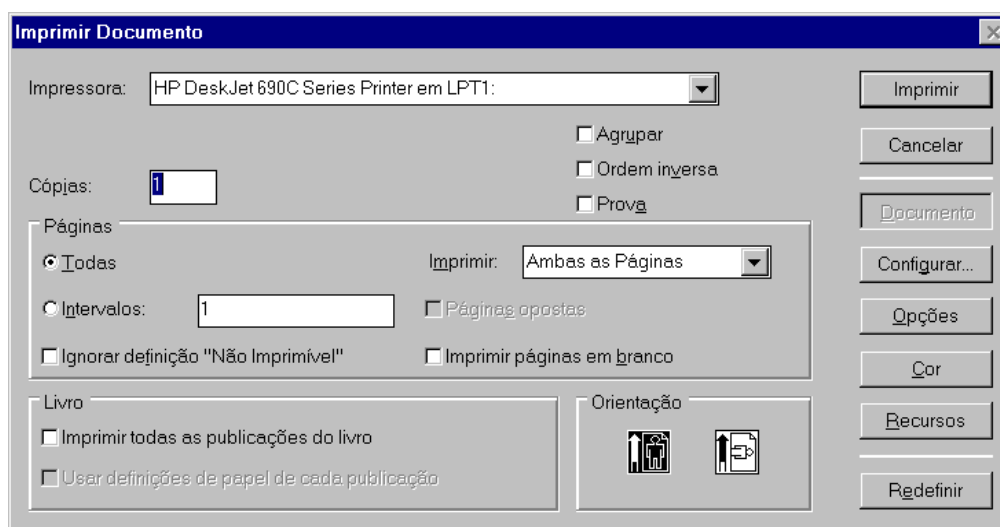 Imprimir Documento
Impressora: HP DeskJet 690C Series Printer em LPT1: Imprimir
Agrupar Cancelar
Ordem inversa
Cópias: 1
Prova Documento
Páginas
Todas Imprimir: Ambas as Páginas Configurar...
Intervalos: 1 Páginas opostas Opções
Ignorar definição "Não Imprimível" Imprimir páginas em branco Cor
Livro Orientação
Imprimir todas as publicações do livro Recursos
Usar definições de papel de cada publicação
Redefinir